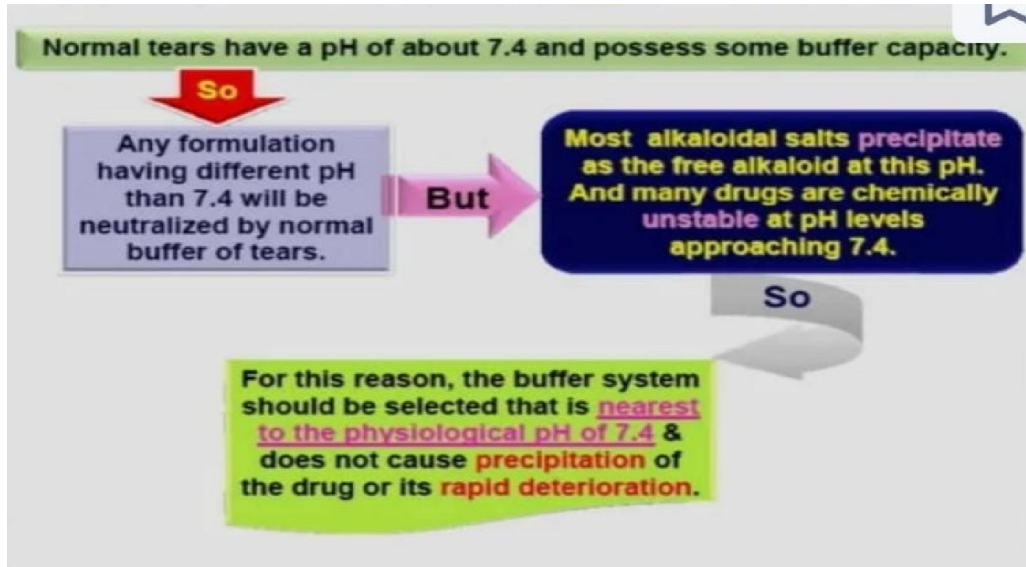 Normal tears have a pH of about 7.4 and possess some buffer capacity.
So
Any formulation
having different pH
than 7.4 will be
neutralized by normal
buffer of tears.
But
Most alkaloidal salts precipitate
as the free alkaloid at this pH.
And many drugs are chemically
unstable at pH levels
approaching 7.4.
So
For this reason, the buffer system
should be selected that is nearest
to the physiological pH of 7.4 &
does not cause precipitation of
the drug or its rapid deterioration.